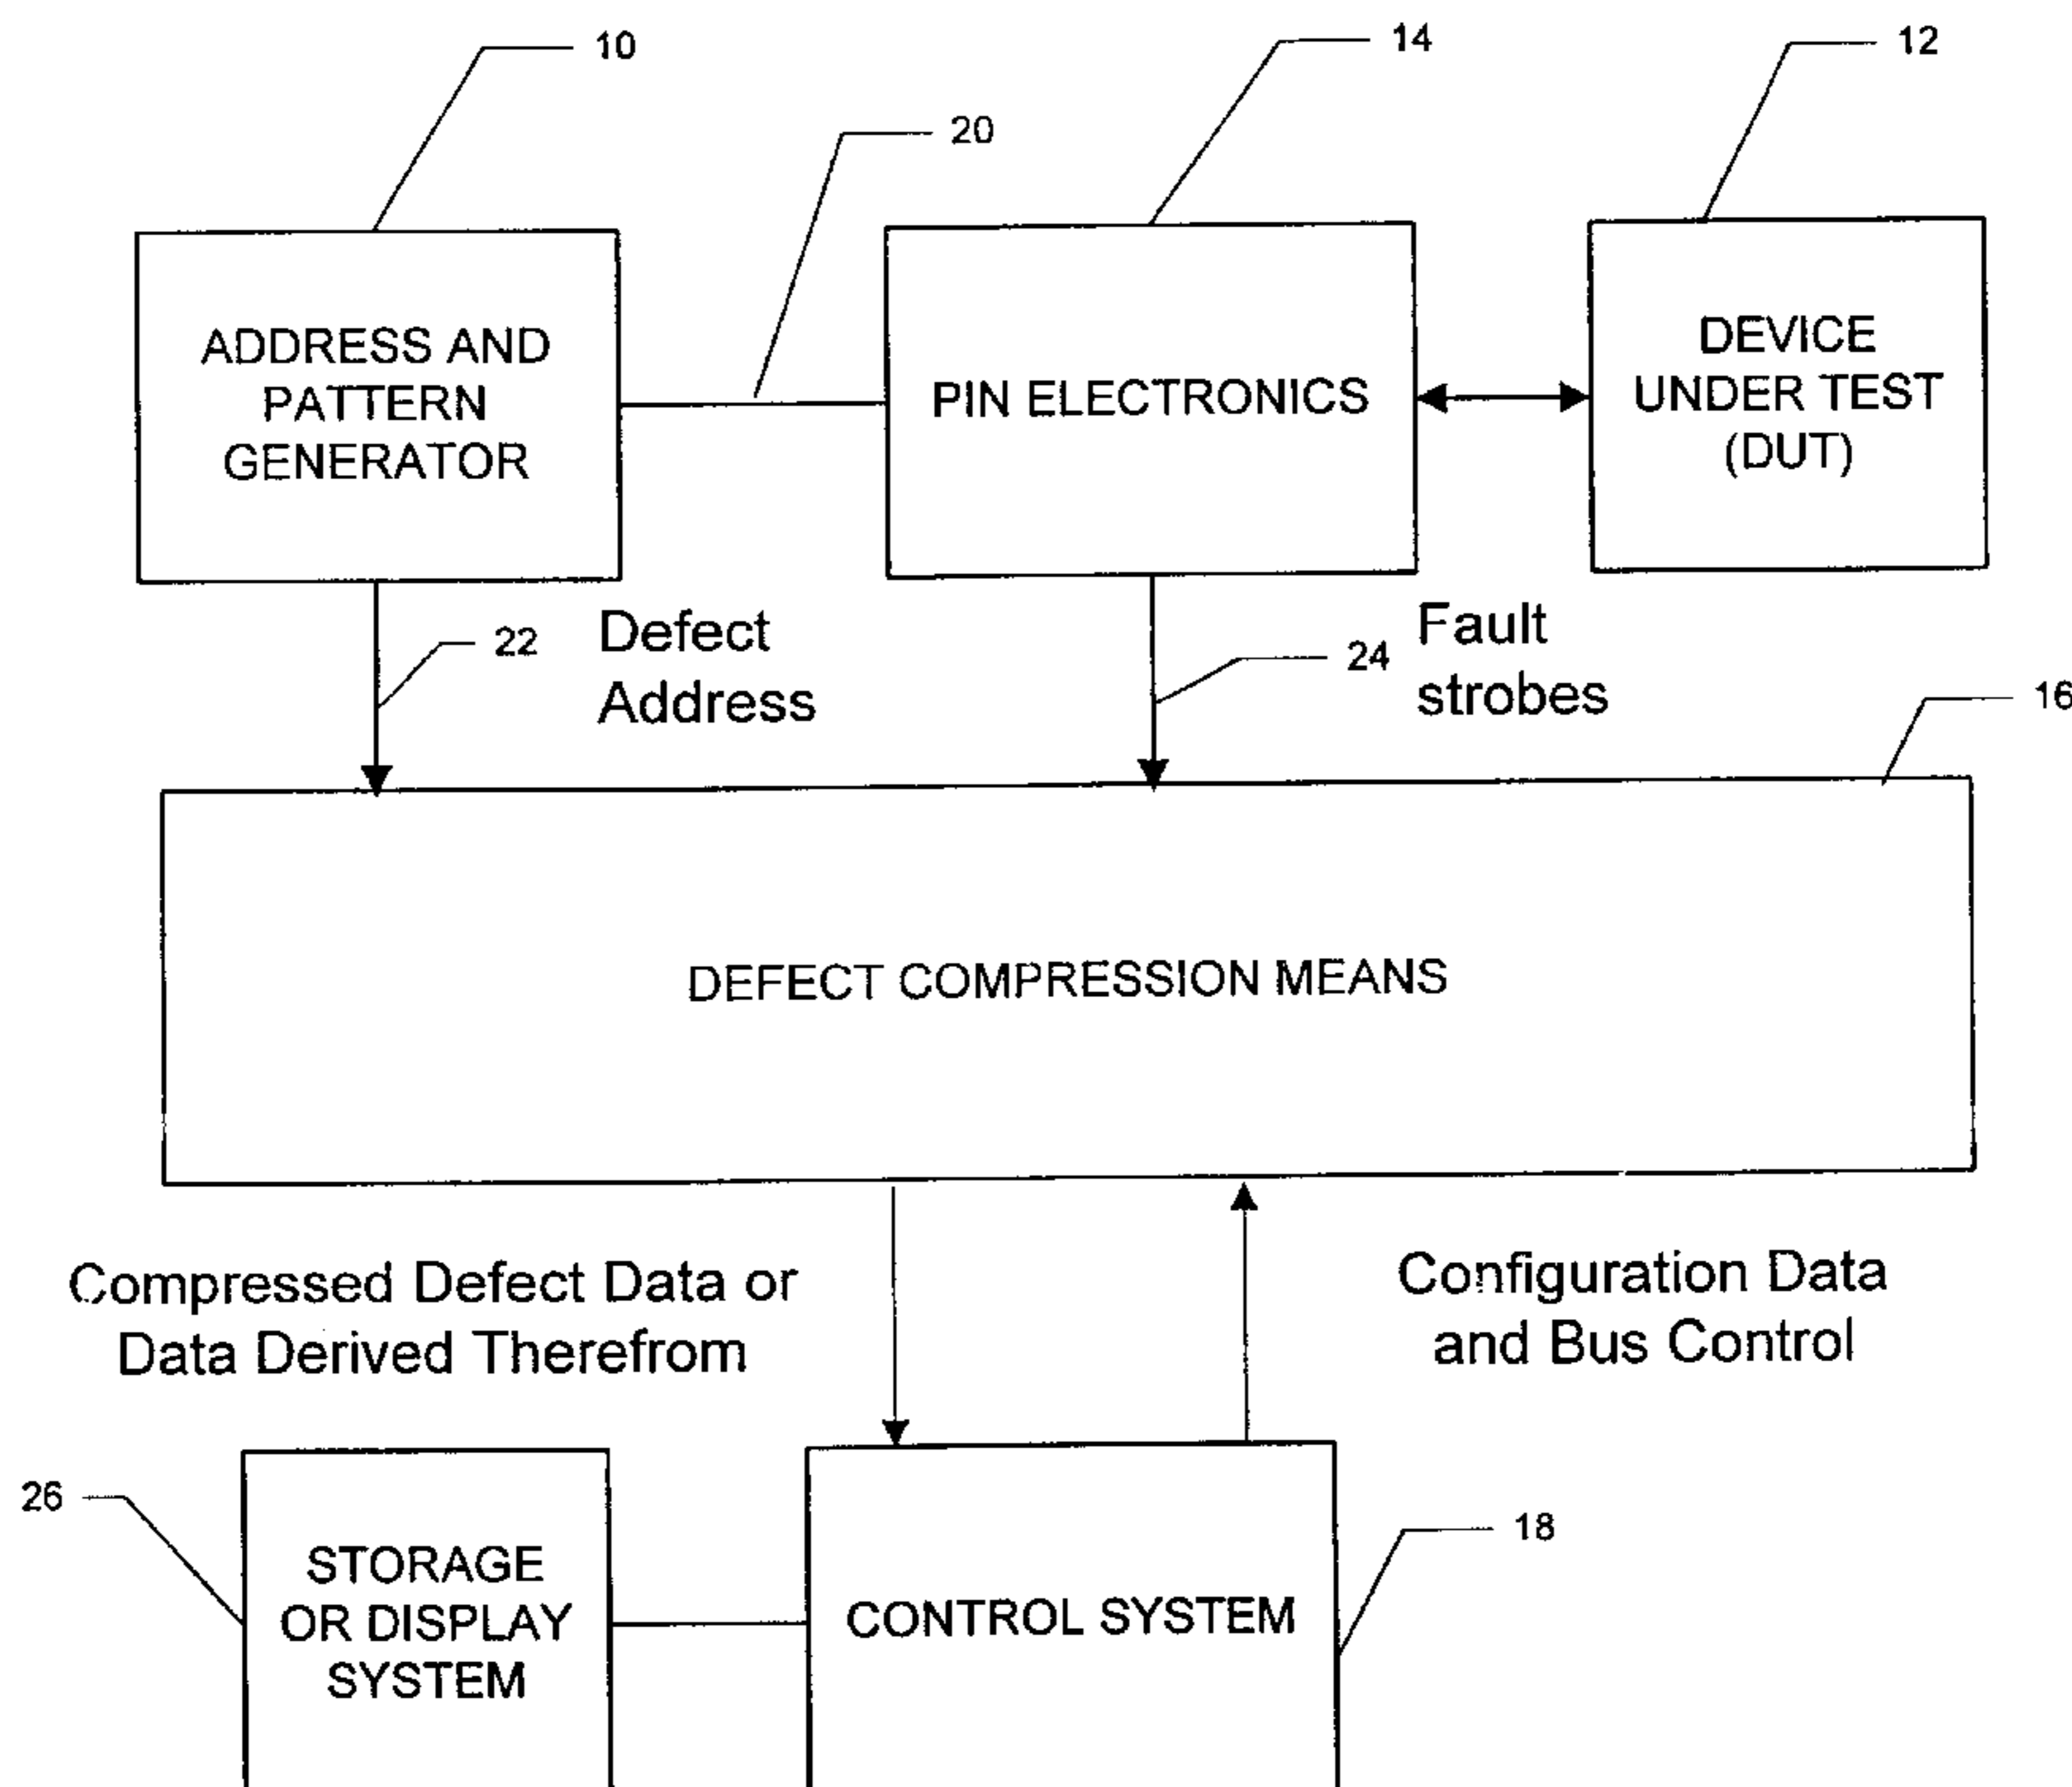 10
14
12
20
ADDRESS AND
PATTERN
GENERATOR
PIN ELECTRONICS
DEVICE
UNDER TEST
(DUT)
22
Defect
Address
24
Fault
strobes
16
DEFECT COMPRESSION MEANS
Compressed Defect Data or
Data Derived Therefrom
Configuration Data
and Bus Control
26
STORAGE
OR DISPLAY
SYSTEM
CONTROL SYSTEM
18